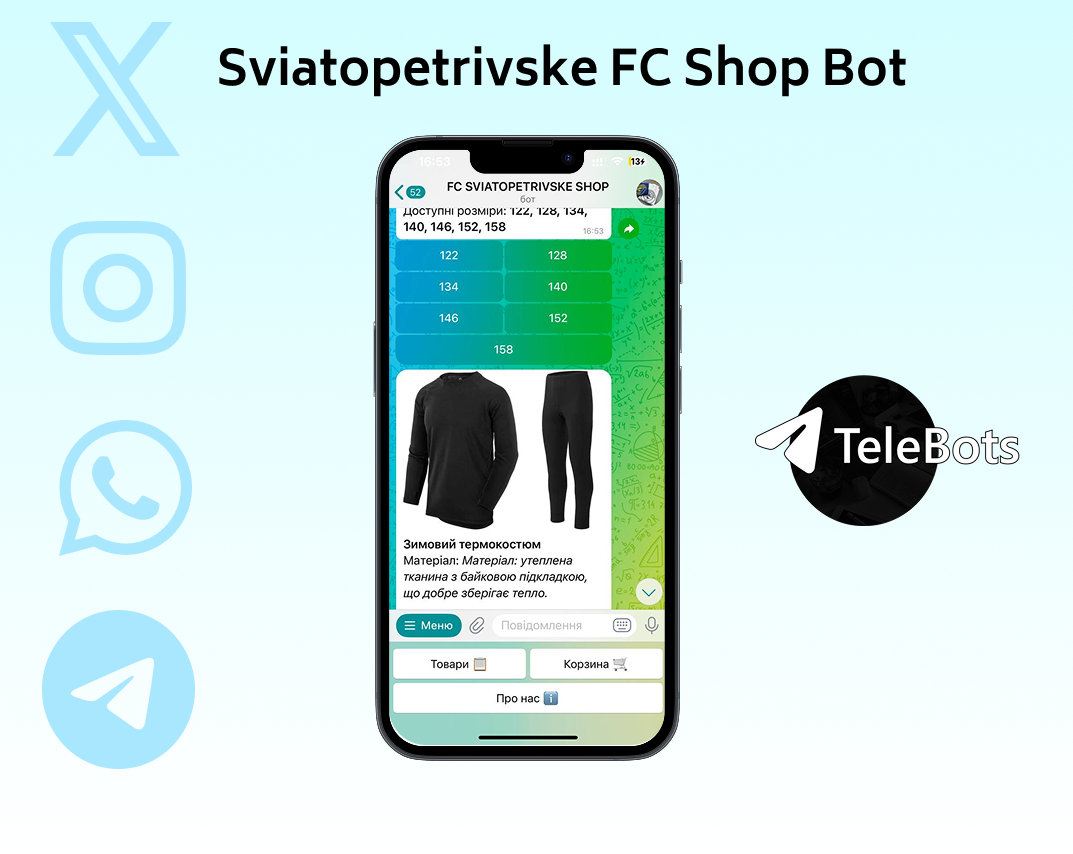 Sviatopetrivske FC Shop Bot
16:53
13
52
FC SVIATOPETRIVSKE SHOP
бот
Доступні розміри: 122, 128, 134,
140, 146, 152, 158
16:53
122
128
134
140
146
152
158
Зимовий термокостюм
Матеріал: Матеріал: утеплена
тканина з байковою підкладкою,
що добре зберігає тепло.
Меню
Повідомлення
Товари
Корзина
Про нас
TeleBots